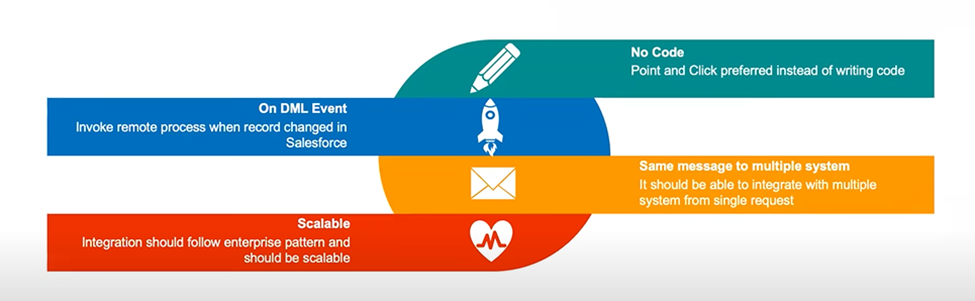 No Code
Point and Click preferred instead of writing code
On DML Event
Invoke remote process when record changed in
Salesforce
Same message to multiple system
It should be able to integrate with multiple
system from single request
Scalable
Integration should follow enterprise pattern and
should be scalable